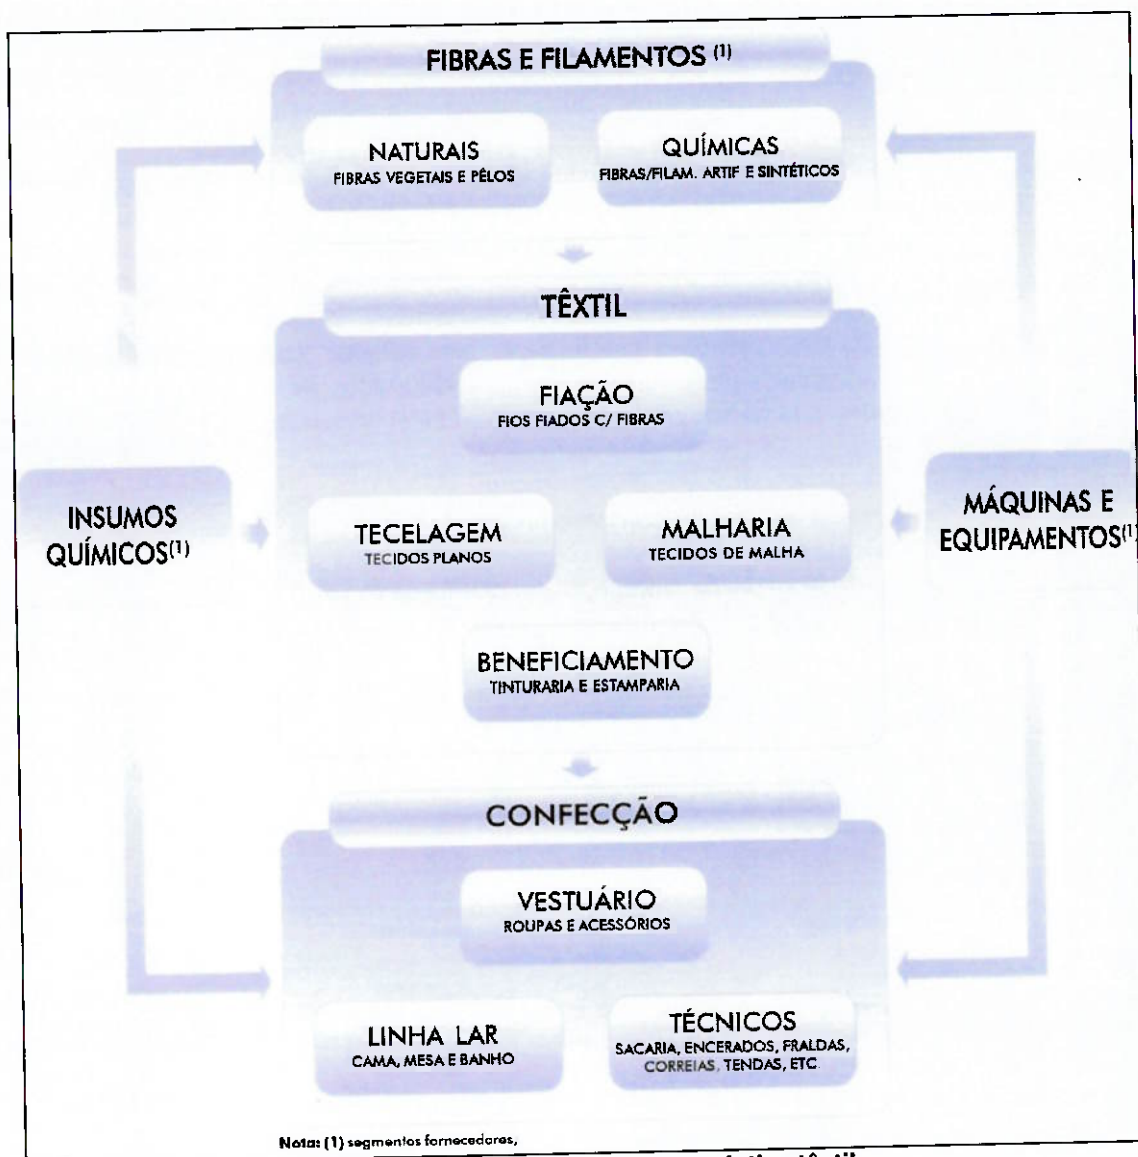 FIBRAS E FILAMENTOS (1)
NATURAIS
FIBRAS VEGETAIS E PÊLOS
QUÍMICAS
FIBRAS/FILAM. ARTIF E SINTÉTICOS
TÊXTIL
FIAÇÃO
FIOS FIADOS C/ FIBRAS
INSUMOS
QUÍMICOS(1)
TECELAGEM
TECIDOS PLANOS
MALHARIA
TECIDOS DE MALHA
MÁQUINAS E
EQUIPAMENTOS(1)
BENEFICIAMENTO
TINTURARIA E ESTAMPARIA
CONFECÇÃO
VESTUÁRIO
ROUPAS E ACESSÓRIOS
LINHA LAR
CAMA, MESA E BANHO
TÉCNICOS
SACARIA, ENCERADOS, FRALDAS,
CORREIAS, TENDAS, ETC
Nota: (1) segmentos fornecedores,
têxtil